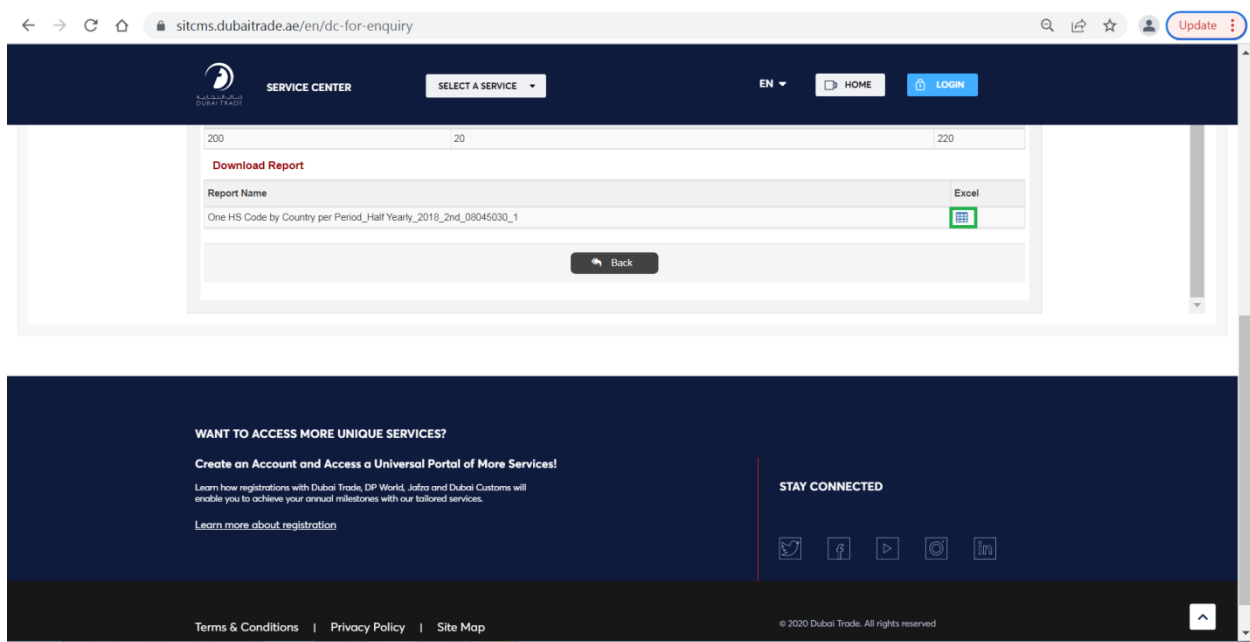 sitcms.dubaitrade.ae/en/dc-for-enquiry
Update
DUBAI TRADE
SERVICE CENTER
SELECT A SERVICE
EN
HOME
LOGIN
200 20 220
Download Report
Report Name Excel
One HS Code by Country per Period_Half Yearly_2018_2nd_08045030_1
Back
WANT TO ACCESS MORE UNIQUE SERVICES?
Create an Account and Access a Universal Portal of More Services!
Learn how registrations with Dubai Trade, DP World, Jafza and Dubai Customs will
enable you to achieve your annual milestones with our tailored services.
Learn more about registration
STAY CONNECTED
Terms & Conditions | Privacy Policy | Site Map
© 2020 Dubai Trade. All rights reserved